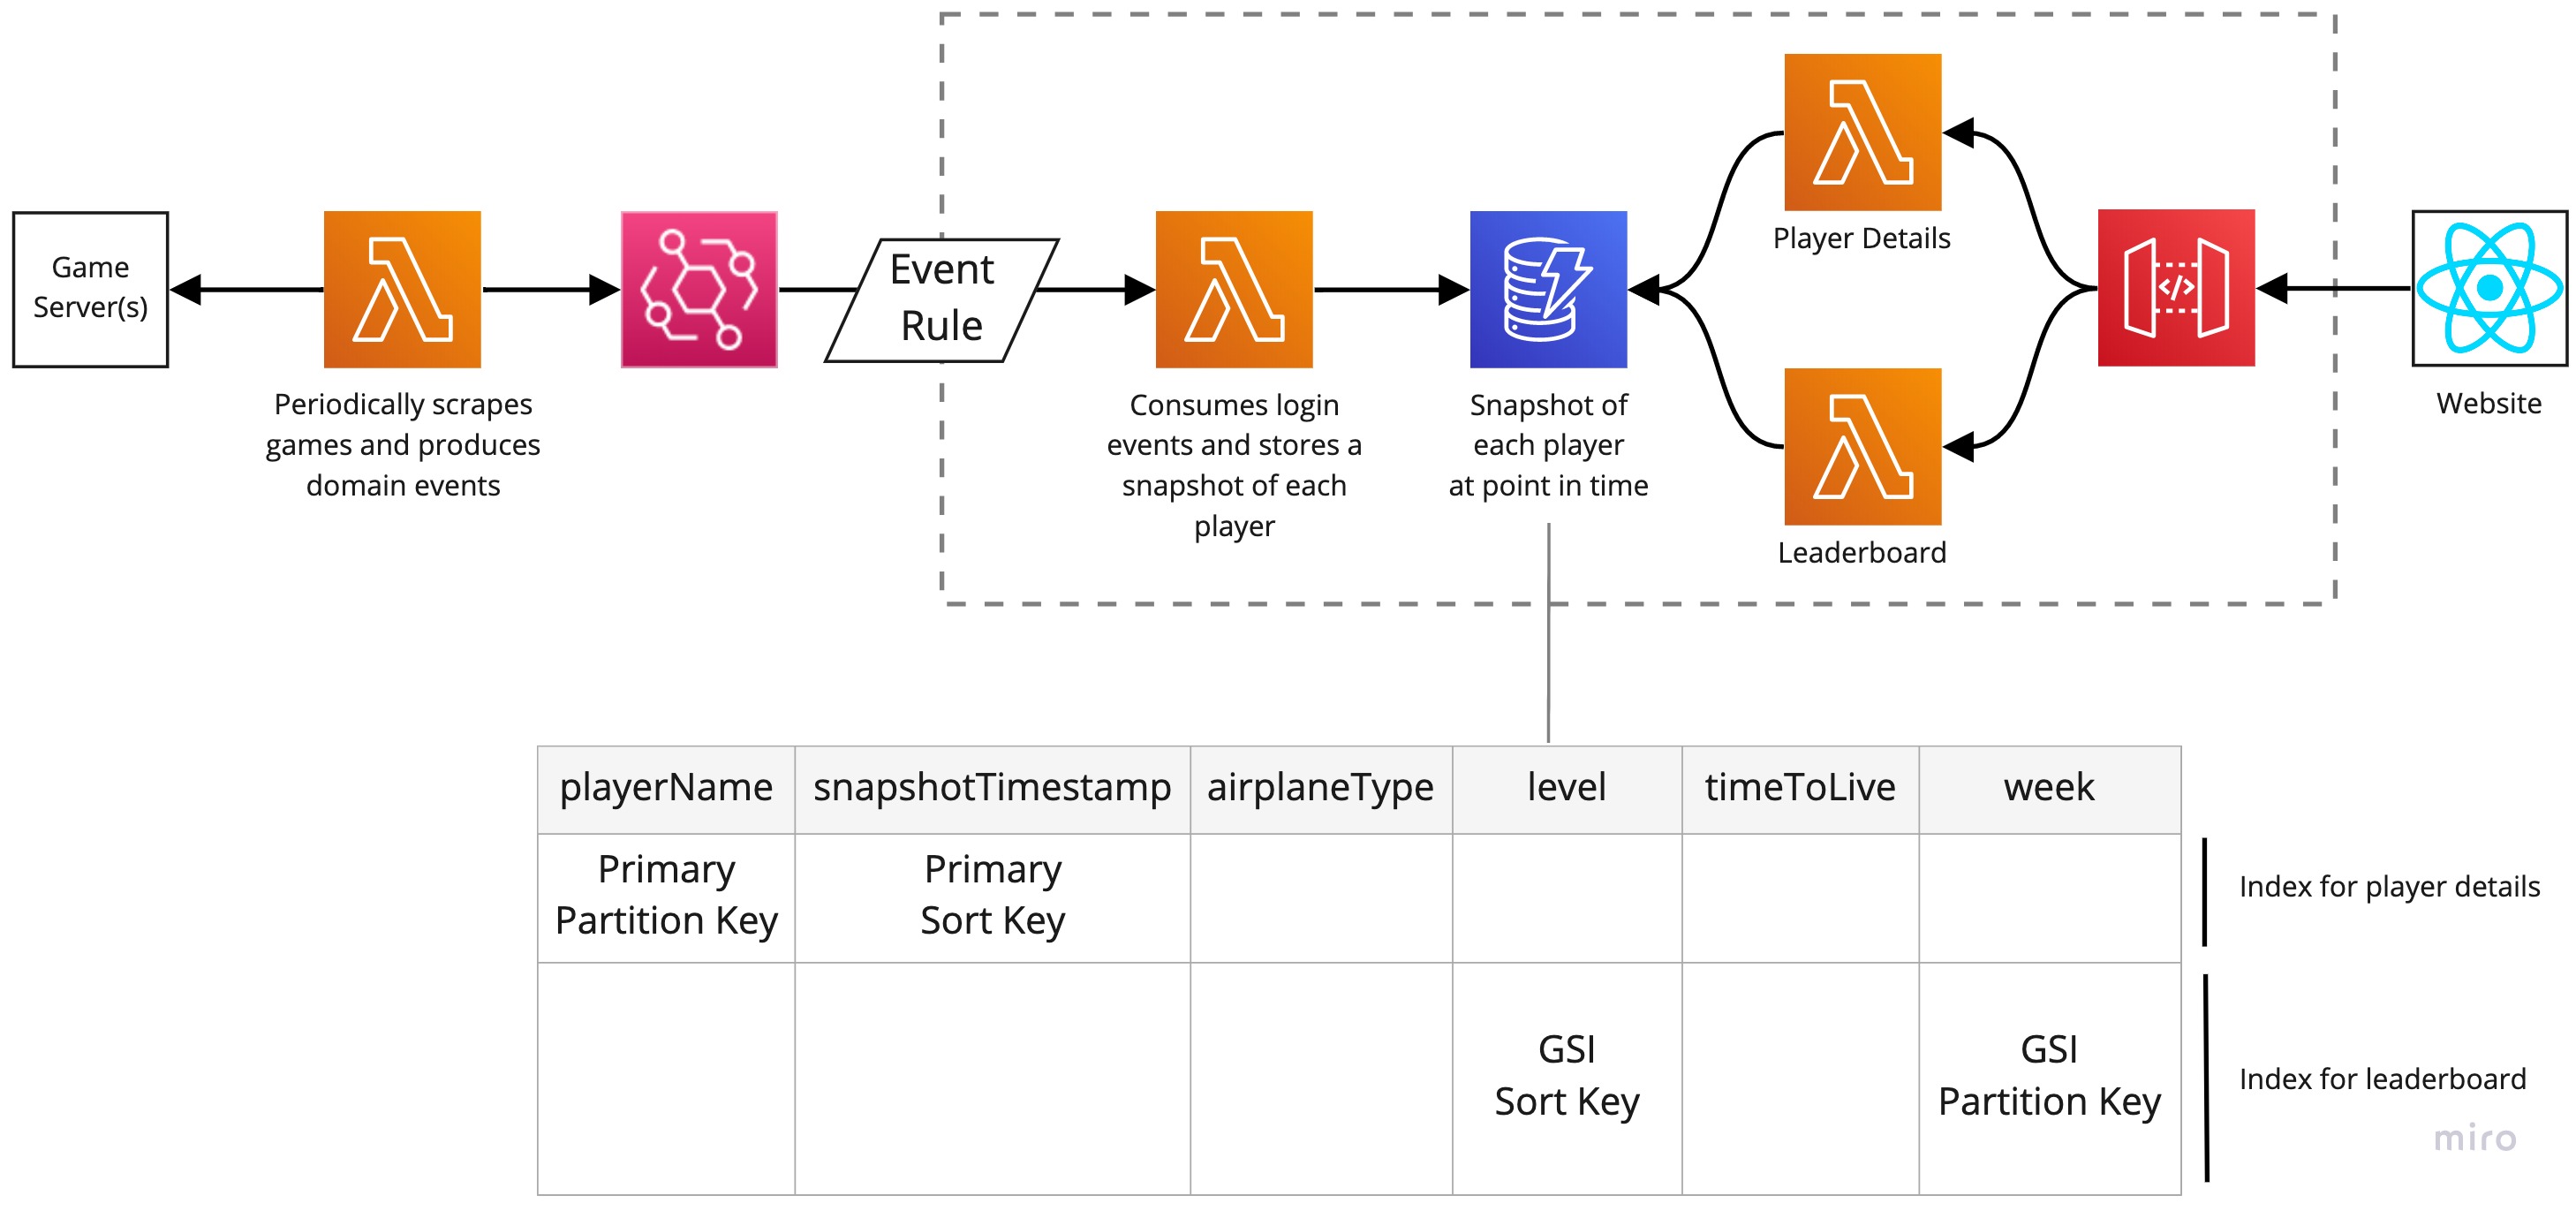 Game
Server(s)
Periodically scrapes
games and produces
domain events
Event
Rule
Consumes login
events and stores a
snapshot of each
player
Snapshot of
each player
at point in time
Player Details
Leaderboard
</>
Website
playerName snapshotTimestamp airplaneType level timeToLive week
Primary
Partition Key
Primary
Sort Key
Index for player details
GSI
Sort Key
GSI
Partition Key
Index for leaderboard
miro